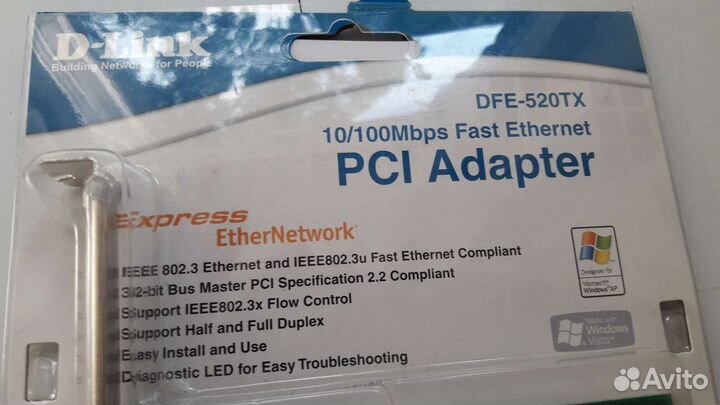 D-Link
Building Networks for People
DFE-520TX
10/100Mbps Fast Ethernet
PCI Adapter
Express
EtherNetwork
IEEE 802.3 Ethernet and IEEE802.3u Fast Ethernet Compliant
32-bit Bus Master PCI Specification 2.2 Compliant
Support IEEE802.3x Flow Control
Support Half and Full Duplex
Easy Install and Use
Diagnostic LED for Easy Troubleshooting
Designed for
Microsoft
Windows XP
Works with
Windows
Vista
Avito